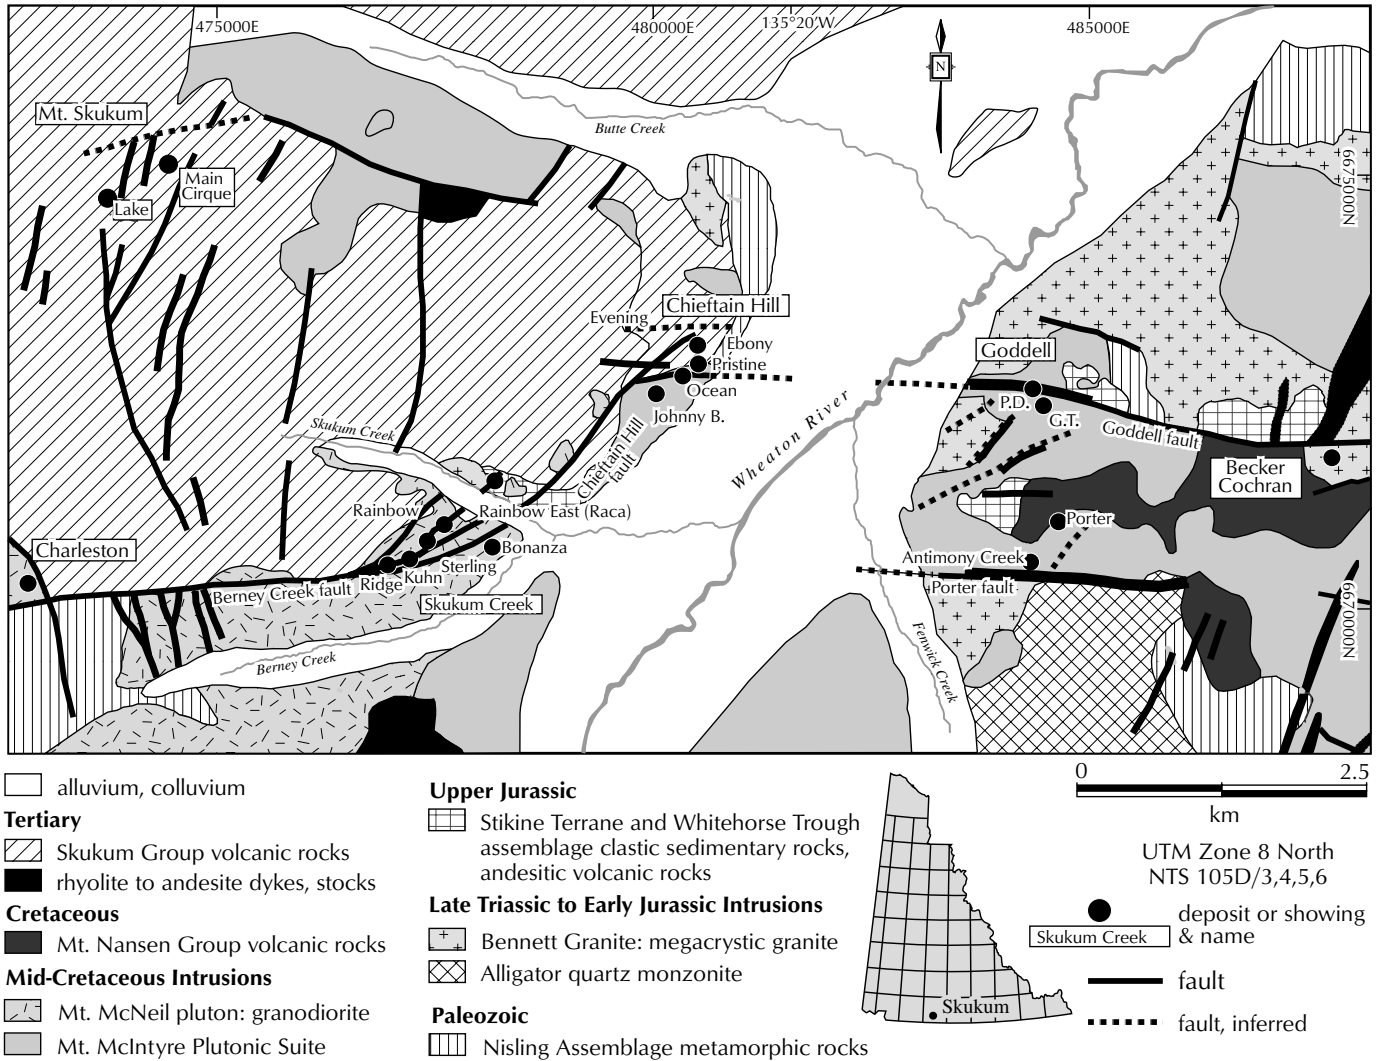 475000E
480000E
135°20'W
485000E
N
Mt. Skukum
Butte Creek
Main
Cirque
Lake
6675000N
Chieftain Hill
Evening
Ebony
Pristine
Ocean
Johnny B.
Goddell
P.D.
G.T.
Goddell fault
Skukum Creek
Chieftain Hill
fault
Wheaton River
Becker
Cochran
Rainbow
Rainbow East (Raca)
Porter
Charleston
Bonanza
Sterling
Kuhn
Ridge
Berney Creek fault
Skukum Creek
Antimony Creek
Porter fault
6670000N
Berney Creek
Fenwick Creek
alluvium, colluvium
Tertiary
Skukum Group volcanic rocks
rhyolite to andesite dykes, stocks
Cretaceous
Mt. Nansen Group volcanic rocks
Mid-Cretaceous Intrusions
Mt. McNeil pluton: granodiorite
Mt. McIntyre Plutonic Suite
Upper Jurassic
Stikine Terrane and Whitehorse Trough
assemblage clastic sedimentary rocks,
andesitic volcanic rocks
Late Triassic to Early Jurassic Intrusions
Bennett Granite: megacrystic granite
Alligator quartz monzonite
Paleozoic
Nisling Assemblage metamorphic rocks
Skukum
0 2.5
km
UTM Zone 8 North
NTS 105D/3,4,5,6
deposit or showing
& name
Skukum Creek
fault
fault, inferred